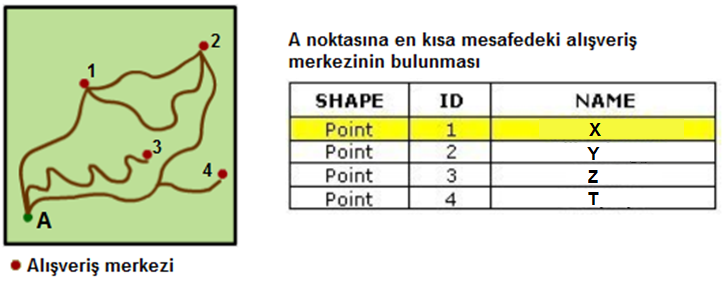 1
2
3
4
A
Alışveriş merkezi
A noktasına en kısa mesafedeki alışveriş
merkezinin bulunması
SHAPE ID NAME
Point 1 X
Point 2 Y
Point 3 Z
Point 4 T